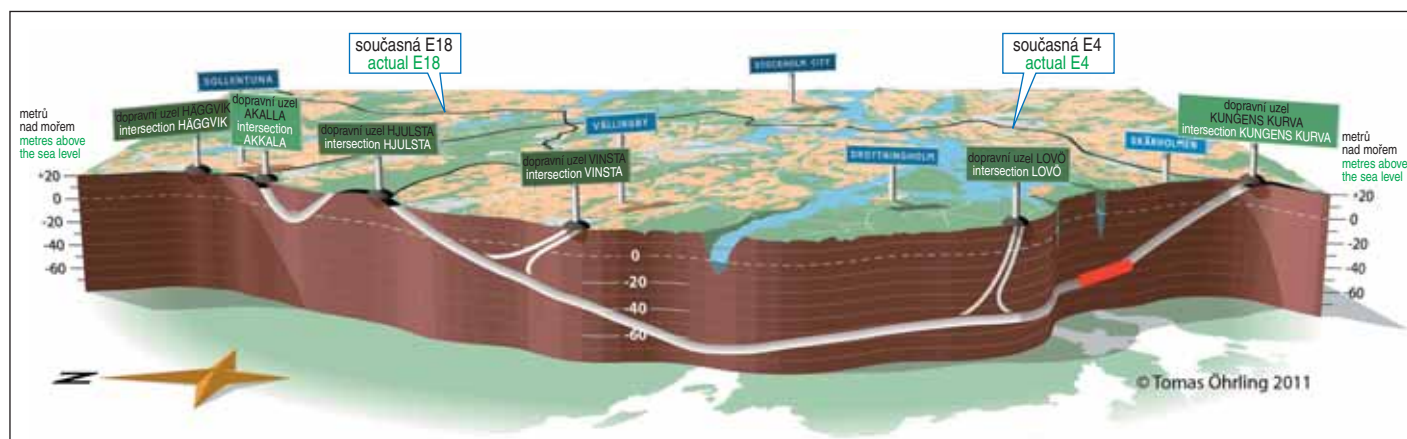 současná E18
actual E18
současná E4
actual E4
SOLLENTUNA
STOCKHOLM CITY
metrů
nad mořem
metres above
the sea level
dopravní uzel HÄGGVIK
intersection HÄGGVIK
dopravní uzel
AKALLA
intersection
AKKALA
dopravní uzel HJULSTA
intersection HJULSTA
VÄLLINGBY
dopravní uzel VINSTA
intersection VINSTA
DROTTNINGHOLM
dopravní uzel LOVÖ
intersection LOVÖ
SKÄRHOLMEN
dopravní uzel
KUNGENS KURVA
intersection KUNGENS KURVA
metrů
nad mořem
metres above
the sea level
+20
0
-20
-40
-60
0
-20
-40
-60
+20
0
-20
-40
-60
N
© Tomas Öhrling 2011